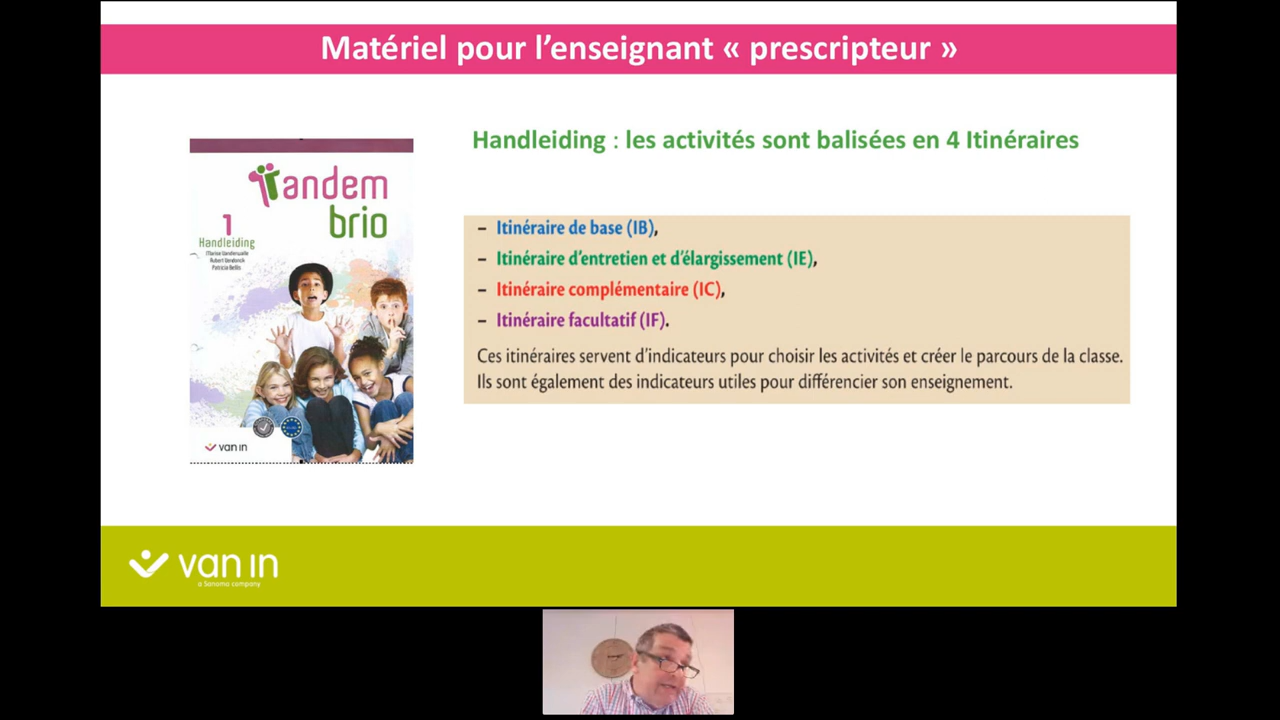 Matériel pour l'enseignant « prescripteur »
Handleiding : les activités sont balisées en 4 Itinéraires
tandem
brio
1
Handleiding
Patricia Bellis
van in
– Itinéraire de base (IB),
– Itinéraire d'entretien et d'élargissement (IE),
– Itinéraire complémentaire (IC),
– Itinéraire facultatif (IF).
Ces itinéraires servent d'indicateurs pour choisir les activités et créer le parcours de la classe.
Ils sont également des indicateurs utiles pour différencier son enseignement.
van in
a Sanoma company